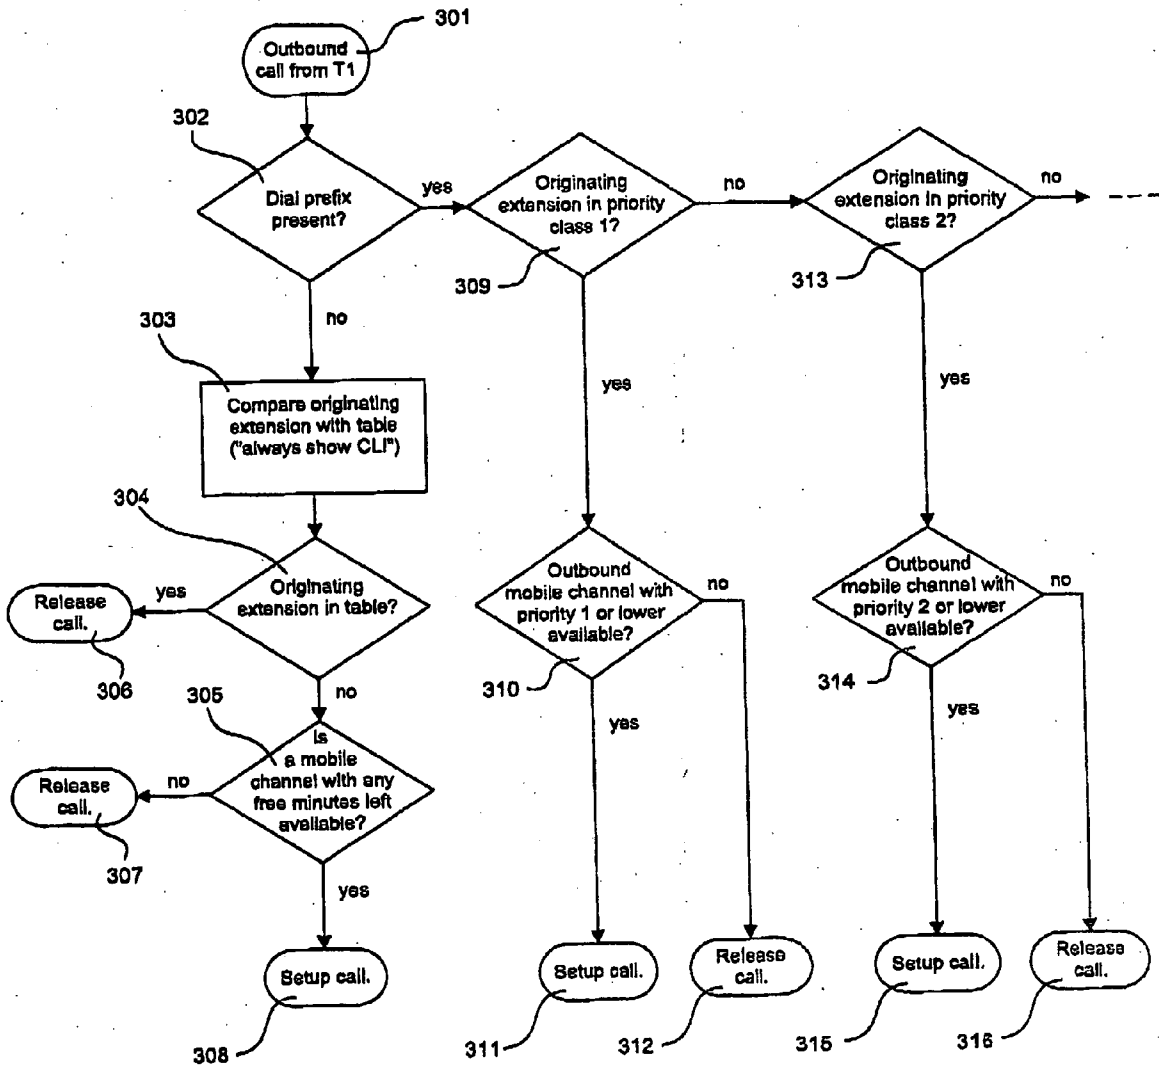 301
Outbound
call from T1
302
Dial prefix
present?
yes
Originating
extension in priority
class 1?
309
no
Originating
extension in priority
class 2?
313
no
no
303
Compare originating
extension with table
("always show CLI")
yes
yes
304
Originating
extension in table?
yes
Release
call.
306
no
Outbound
mobile channel with
priority 1 or lower
available?
310
no
Outbound
mobile channel with
priority 2 or lower
available?
314
no
305
Is
a mobile
channel with any
free minutes left
available?
no
Release
call.
307
yes
yes
yes
Setup call.
308
Setup call.
311
Release
call.
312
Setup call.
315
Release
call.
316